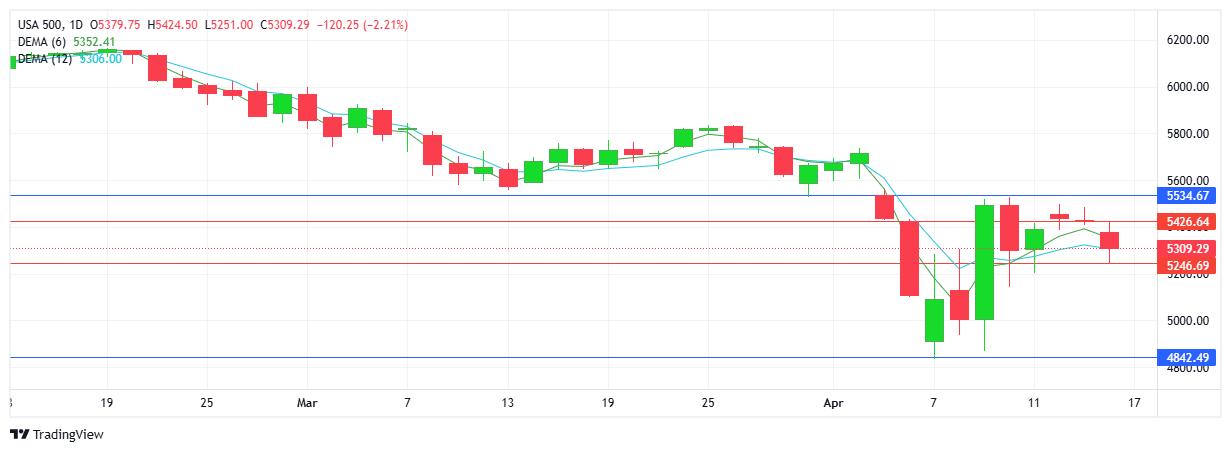 USA 500, 1D O5379.75 H5424.50 L5251.00 C5309.29 −120.25 (−2.21%)
DEMA (6) 5352.41
DEMA (12) 5306.00
6200.00
6000.00
5800.00
5600.00
5534.67
5426.64
5309.29
5246.69
5200.00
5000.00
4842.49
4800.00
19 25 Mar 7 13 19 25 Apr 7 11 17
TradingView